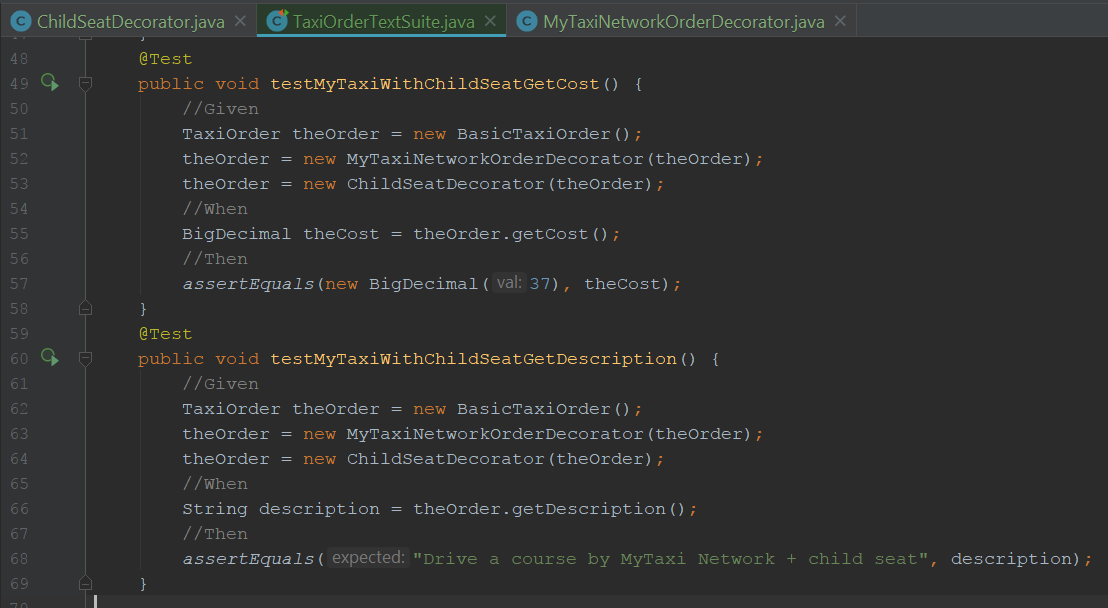 ChildSeatDecorator.java TaxiOrderTextSuite.java MyTaxiNetworkOrderDecorator.java
47 }
48 @Test
49 public void testMyTaxiWithChildSeatGetCost() {
50 //Given
51 TaxiOrder theOrder = new BasicTaxiOrder();
52 theOrder = new MyTaxiNetworkOrderDecorator(theOrder);
53 theOrder = new ChildSeatDecorator(theOrder);
54 //When
55 BigDecimal theCost = theOrder.getCost();
56 //Then
57 assertEquals(new BigDecimal( val: 37), theCost);
58 }
59 @Test
60 public void testMyTaxiWithChildSeatGetDescription() {
61 //Given
62 TaxiOrder theOrder = new BasicTaxiOrder();
63 theOrder = new MyTaxiNetworkOrderDecorator(theOrder);
64 theOrder = new ChildSeatDecorator(theOrder);
65 //When
66 String description = theOrder.getDescription();
67 //Then
68 assertEquals( expected: "Drive a course by MyTaxi Network + child seat", description);
69 }
70